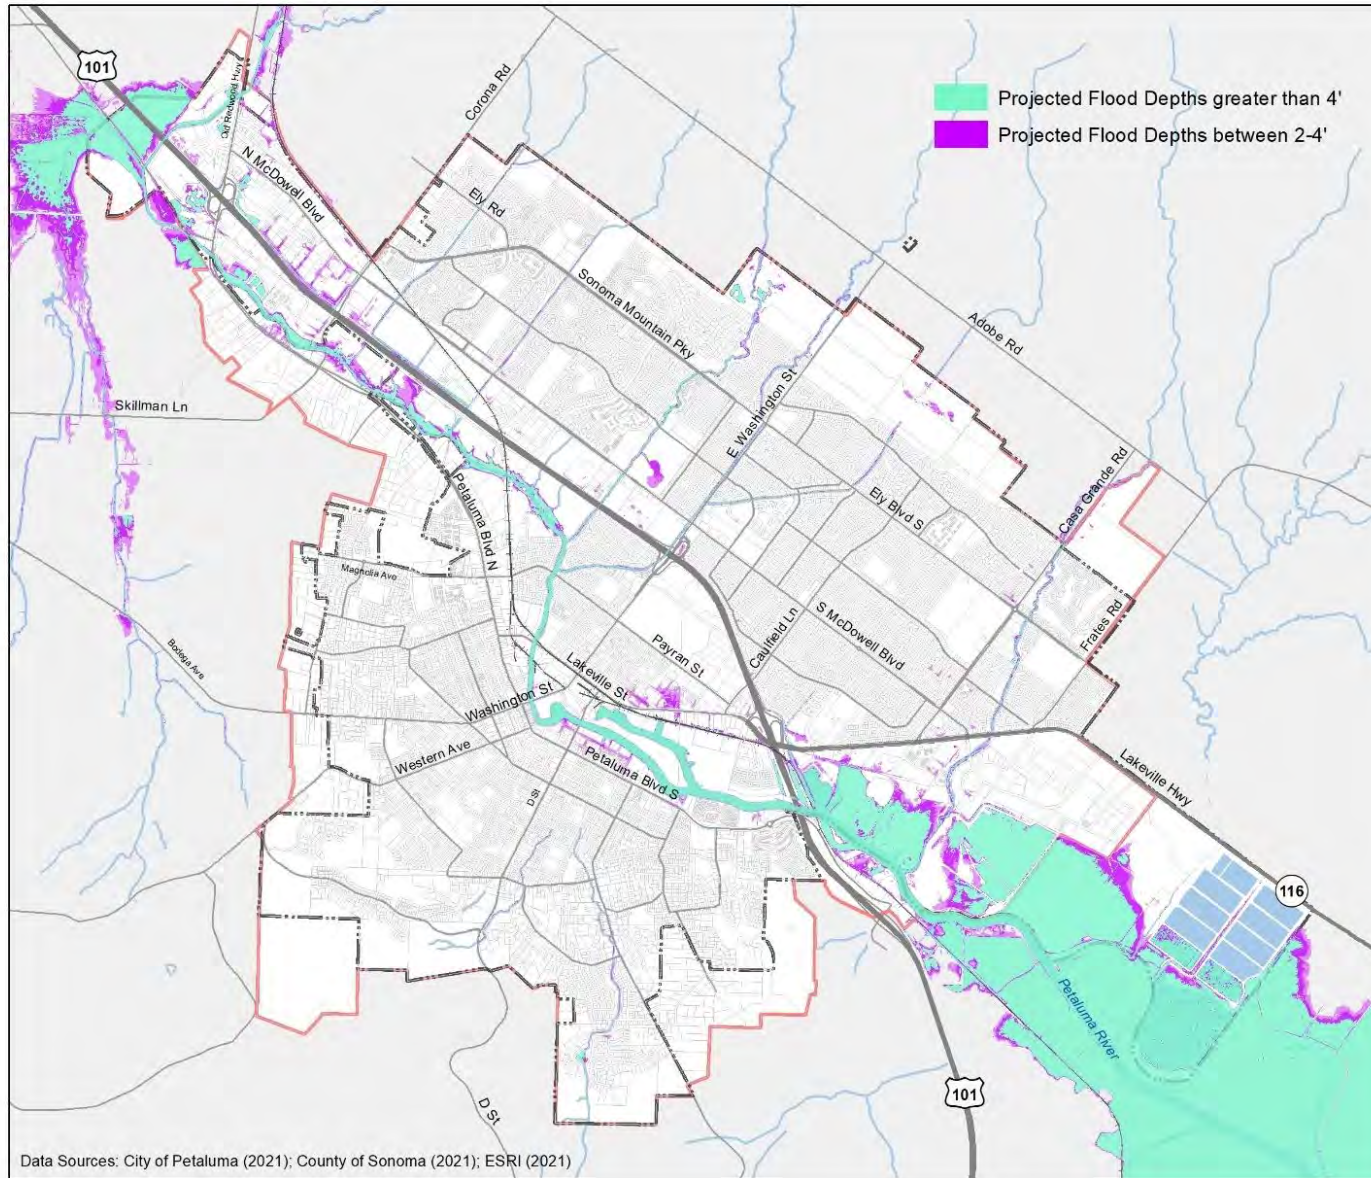 101
Old Redwood Hwy
Corona Rd
Projected Flood Depths greater than 4'
Projected Flood Depths between 2-4'
N McDowell Blvd
Ely Rd
Sonoma Mountain Pky
Adobe Rd
Skillman Ln
E Washington St
Petaluma Blvd N
Ely Blvd S
Casa Grande Rd
Magnolia Ave
Bodega Ave
Payran St
Caulfield Ln
S McDowell Blvd
Frates Rd
Lakeville St
Washington St
Western Ave
D St
Petaluma Blvd S
Lakeville Hwy
116
Petaluma River
101
D St
Data Sources: City of Petaluma (2021); County of Sonoma (2021); ESRI (2021)